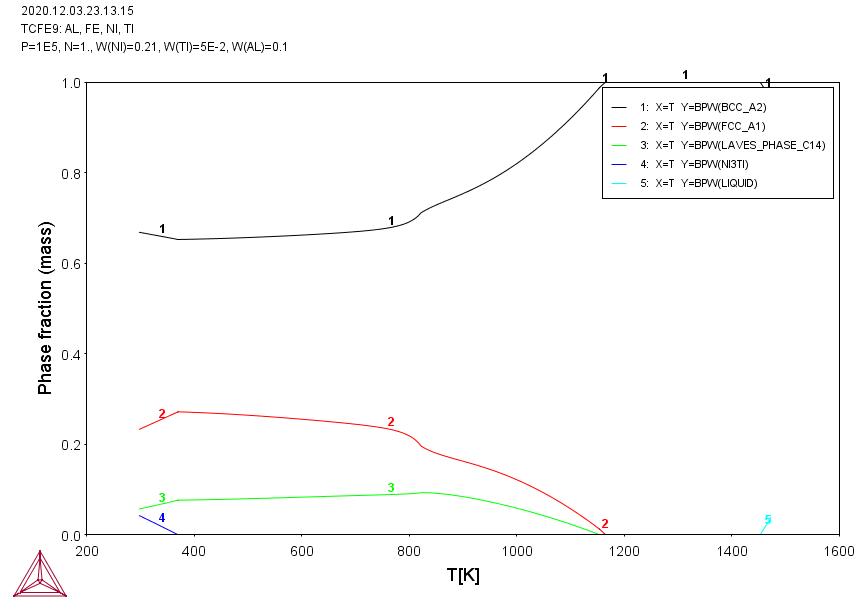 2020.12.03.23.13.15
TCFE9: AL, FE, NI, TI
P=1E5, N=1., W(NI)=0.21, W(TI)=5E-2, W(AL)=0.1
1.0
0.8
0.6
0.4
0.2
0.0
Phase fraction (mass)
1
1
1
1
1
1: X=T Y=BPW(BCC_A2)
2: X=T Y=BPW(FCC_A1)
3: X=T Y=BPW(LAVES_PHASE_C14)
4: X=T Y=BPW(NI3TI)
5: X=T Y=BPW(LIQUID)
2
2
2
3
3
4
5
200 400 600 800 1000 1200 1400 1600
T[K]